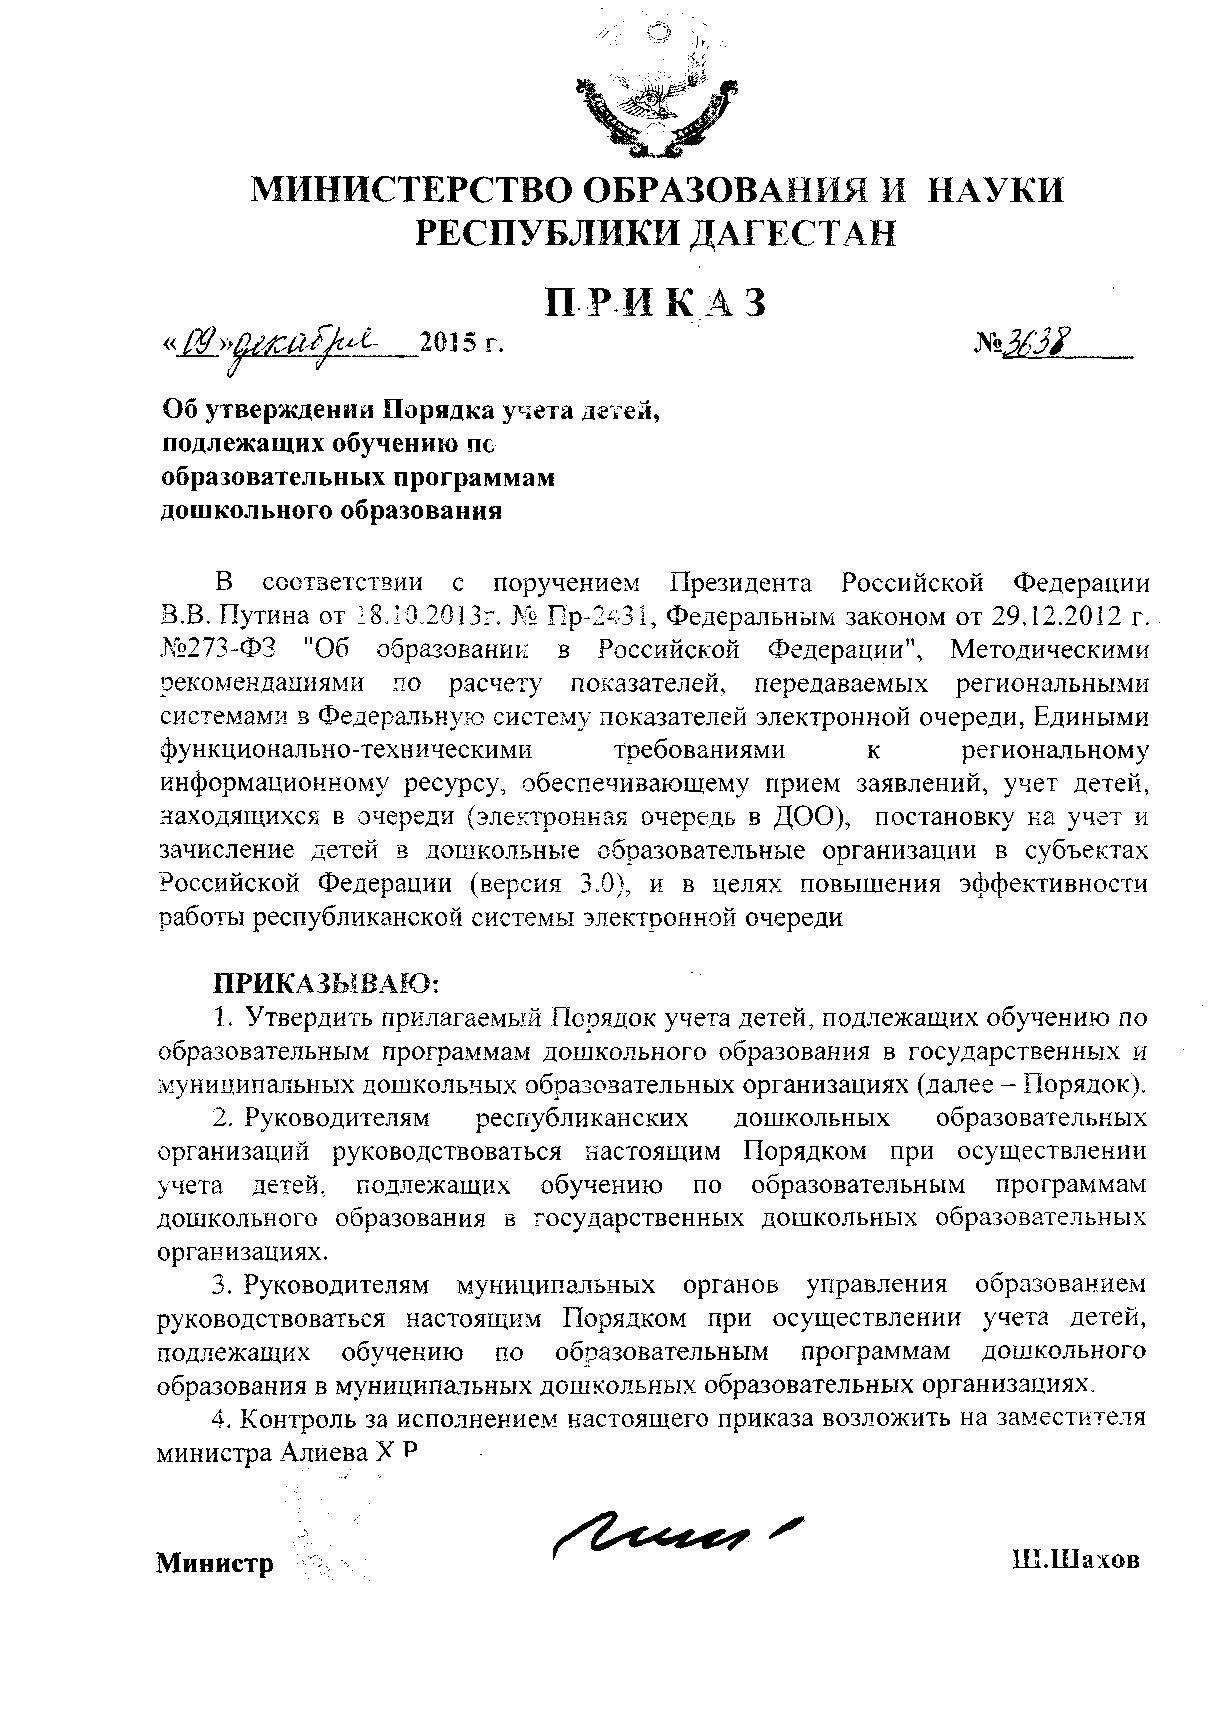 МИНИСТЕРСТВО ОБРАЗОВАНИЯ И НАУКИ
РЕСПУБЛИКИ ДАГЕСТАН
П Р И К А З
«09» декабря 2015 г. №3638
Об утверждении Порядка учета детей,
подлежащих обучению по
образовательных программам
дошкольного образования
В соответствии с поручением Президента Российской Федерации
В.В. Путина от 18.10.2013г. № Пр-2431, Федеральным законом от 29.12.2012 г.
№273-ФЗ "Об образовании в Российской Федерации", Методическими
рекомендациями по расчету показателей, передаваемых региональными
системами в Федеральную систему показателей электронной очереди, Едиными
функционально-техническими требованиями к региональному
информационному ресурсу, обеспечивающему прием заявлений, учет детей,
находящихся в очереди (электронная очередь в ДОО), постановку на учет и
зачисление детей в дошкольные образовательные организации в субъектах
Российской Федерации (версия 3.0), и в целях повышения эффективности
работы республиканской системы электронной очереди
ПРИКАЗЫВАЮ:
1. Утвердить прилагаемый Порядок учета детей, подлежащих обучению по
образовательным программам дошкольного образования в государственных и
муниципальных дошкольных образовательных организациях (далее – Порядок).
2. Руководителям республиканских дошкольных образовательных
организаций руководствоваться настоящим Порядком при осуществлении
учета детей, подлежащих обучению по образовательным программам
дошкольного образования в государственных дошкольных образовательных
организациях.
3. Руководителям муниципальных органов управления образованием
руководствоваться настоящим Порядком при осуществлении учета детей,
подлежащих обучению по образовательным программам дошкольного
образования в муниципальных дошкольных образовательных организациях.
4. Контроль за исполнением настоящего приказа возложить на заместителя
министра Алиева Х Р
Министр Ш.Шахов